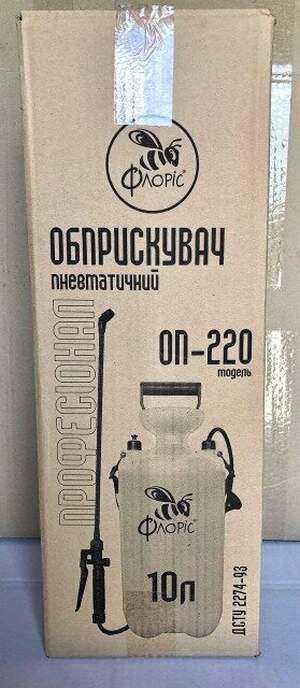 Флоріс
ОБПРИСКУВАЧ
пневматичний
ОП-220
модель
ПРОФЕСІОНАЛ
Флоріс
10л
ДСТУ 2274-93